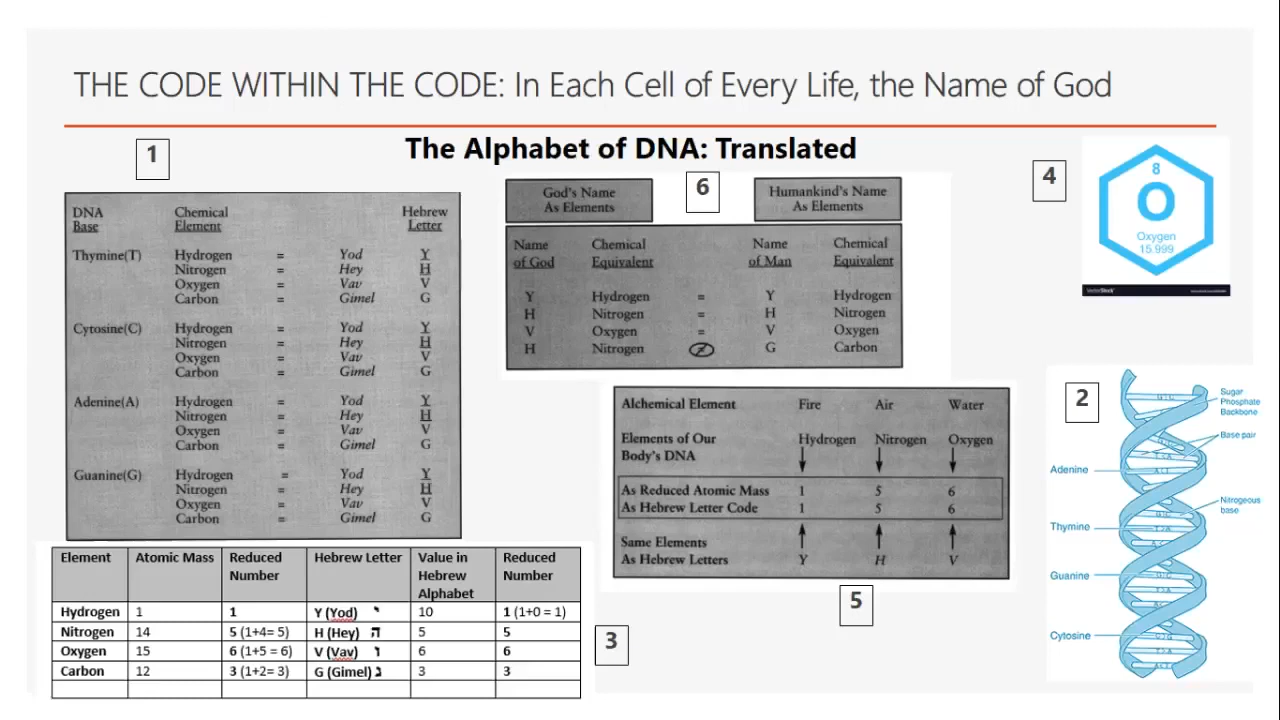 THE CODE WITHIN THE CODE: In Each Cell of Every Life, the Name of God
The Alphabet of DNA: Translated
1
DNA Base Chemical Element Hebrew Letter
Thymine(T) Hydrogen = Yod Y
Nitrogen = Hey H
Oxygen = Vav V
Carbon = Gimel G
Cytosine(C) Hydrogen = Yod Y
Nitrogen = Hey H
Oxygen = Vav V
Carbon = Gimel G
Adenine(A) Hydrogen = Yod Y
Nitrogen = Hey H
Oxygen = Vav V
Carbon = Gimel G
Guanine(G) Hydrogen = Yod Y
Nitrogen = Hey H
Oxygen = Vav V
Carbon = Gimel G
Element Atomic Mass Reduced Number Hebrew Letter Value in Hebrew Alphabet Reduced Number
Hydrogen 1 1 Y (Yod) י 10 1 (1+0 = 1)
Nitrogen 14 5 (1+4= 5) H (Hey) ה 5 5
Oxygen 15 6 (1+5 = 6) V (Vav) ו 6 6
Carbon 12 3 (1+2= 3) G (Gimel) ג 3 3
3
6
God's Name As Elements
Humankind's Name As Elements
Name of God Chemical Equivalent Name of Man Chemical Equivalent
Y Hydrogen = Y Hydrogen
H Nitrogen = H Nitrogen
V Oxygen = V Oxygen
H Nitrogen ≠ G Carbon
Alchemical Element Fire Air Water
Elements of Our Body's DNA Hydrogen Nitrogen Oxygen
As Reduced Atomic Mass 1 5 6
As Hebrew Letter Code 1 5 6
Same Elements
As Hebrew Letters Y H V
5
4
8
O
Oxygen
15.999
VectorStock
2
Sugar
Phosphate
Backbone
Base pair
Adenine
Nitrogeous
base
Thymine
Guanine
Cytosine